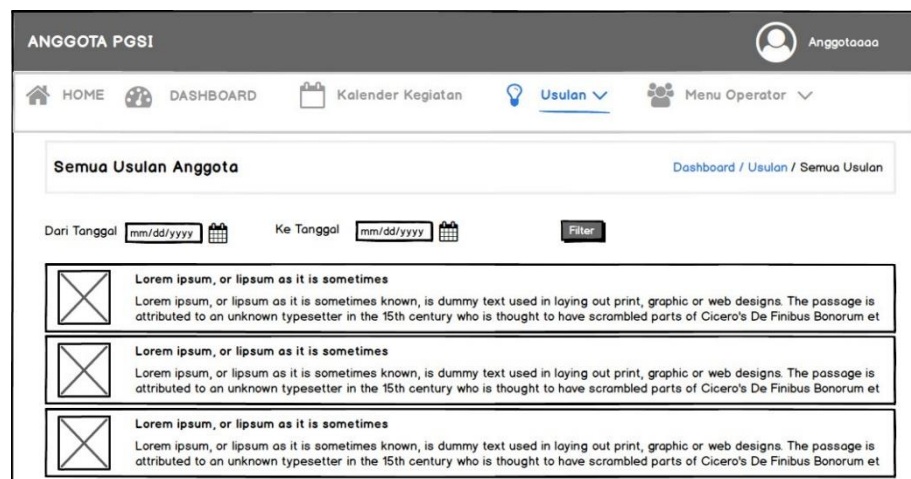 ANGGOTA PGSI
Anggotaaaa
HOME DASHBOARD Kalender Kegiatan Usulan Menu Operator
Semua Usulan Anggota
Dashboard / Usulan / Semua Usulan
Dari Tanggal mm/dd/yyyy Ke Tanggal mm/dd/yyyy Filter
Lorem ipsum, or lipsum as it is sometimes
Lorem ipsum, or lipsum as it is sometimes known, is dummy text used in laying out print, graphic or web designs. The passage is
attributed to an unknown typesetter in the 15th century who is thought to have scrambled parts of Cicero's De Finibus Bonorum et
Lorem ipsum, or lipsum as it is sometimes
Lorem ipsum, or lipsum as it is sometimes known, is dummy text used in laying out print, graphic or web designs. The passage is
attributed to an unknown typesetter in the 15th century who is thought to have scrambled parts of Cicero's De Finibus Bonorum et
Lorem ipsum, or lipsum as it is sometimes
Lorem ipsum, or lipsum as it is sometimes known, is dummy text used in laying out print, graphic or web designs. The passage is
attributed to an unknown typesetter in the 15th century who is thought to have scrambled parts of Cicero's De Finibus Bonorum et